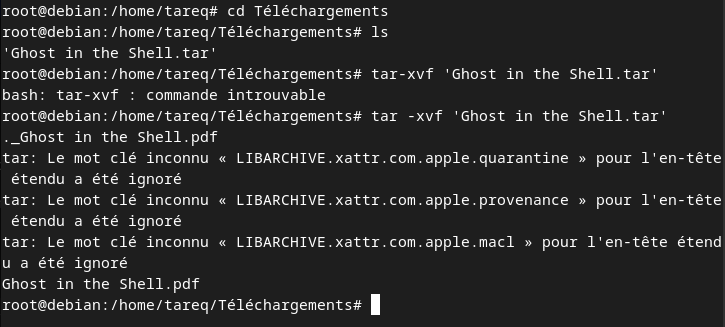 root@debian:/home/tareq# cd Téléchargements
root@debian:/home/tareq/Téléchargements# ls
'Ghost in the Shell.tar'
root@debian:/home/tareq/Téléchargements# tar-xvf 'Ghost in the Shell.tar'
bash: tar-xvf : commande introuvable
root@debian:/home/tareq/Téléchargements# tar -xvf 'Ghost in the Shell.tar'
._Ghost in the Shell.pdf
tar: Le mot clé inconnu « LIBARCHIVE.xattr.com.apple.quarantine » pour l'en-tête
 étendu a été ignoré
tar: Le mot clé inconnu « LIBARCHIVE.xattr.com.apple.provenance » pour l'en-tête
 étendu a été ignoré
tar: Le mot clé inconnu « LIBARCHIVE.xattr.com.apple.macl » pour l'en-tête étend
u a été ignoré
Ghost in the Shell.pdf
root@debian:/home/tareq/Téléchargements#